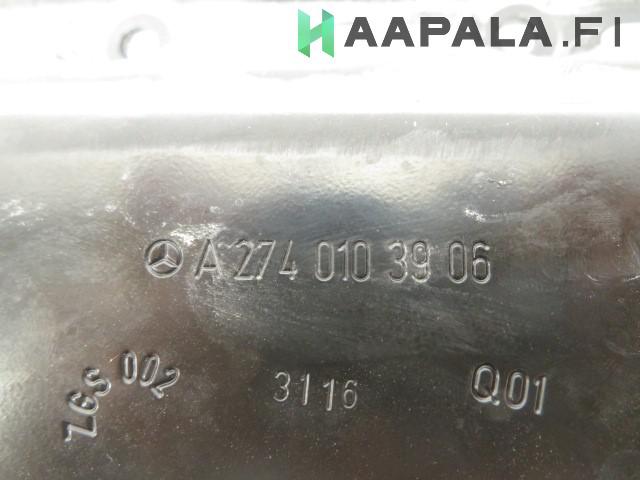 HAAPALA.FI
A 274 010 39 06
ZGS 002
3116
Q01